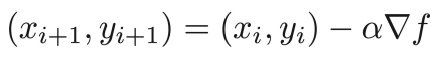 (x_{i+1}, y_{i+1}) = (x_i, y_i) − α∇f